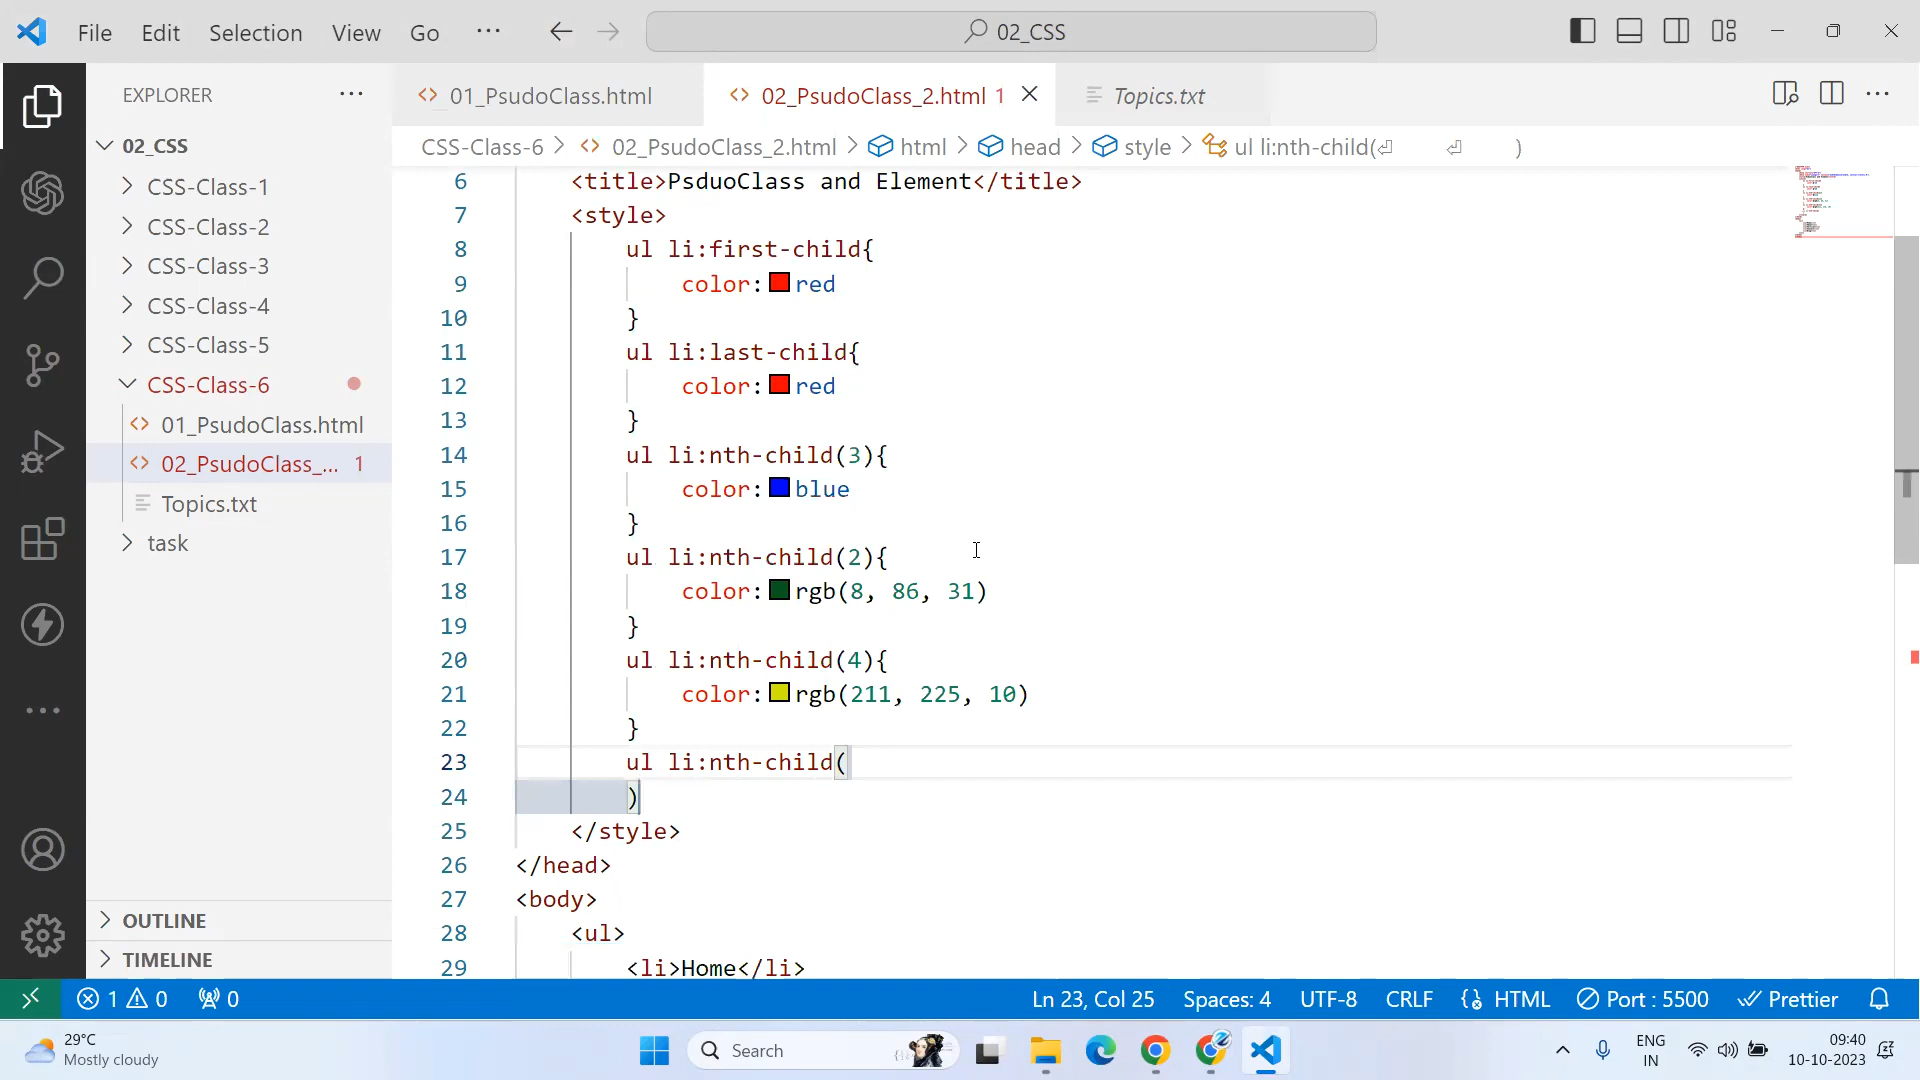 File Edit Selection View Go ··· 02_CSS
EXPLORER ···
01_PsudoClass.html
02_PsudoClass_2.html 1
Topics.txt
···
CSS-Class-6 > 02_PsudoClass_2.html > html > head > style > ul li:nth-child(⏎ ⏎ )
02_CSS
CSS-Class-1
CSS-Class-2
CSS-Class-3
CSS-Class-4
CSS-Class-5
CSS-Class-6
01_PsudoClass.html
02_PsudoClass_... 1
Topics.txt
task
OUTLINE
TIMELINE
6 <title>PsduoClass and Element</title>
7 <style>
8 ul li:first-child{
9 color: red
10 }
11 ul li:last-child{
12 color: red
13 }
14 ul li:nth-child(3){
15 color: blue
16 }
17 ul li:nth-child(2){
18 color: rgb(8, 86, 31)
19 }
20 ul li:nth-child(4){
21 color: rgb(211, 225, 10)
22 }
23 ul li:nth-child(
24 )
25 </style>
26 </head>
27 <body>
28 <ul>
29 <li>Home</li>
1 0 0 Ln 23, Col 25 Spaces: 4 UTF-8 CRLF HTML Port : 5500 Prettier
29°C
Mostly cloudy
Search
ENG
IN
09:40
10-10-2023